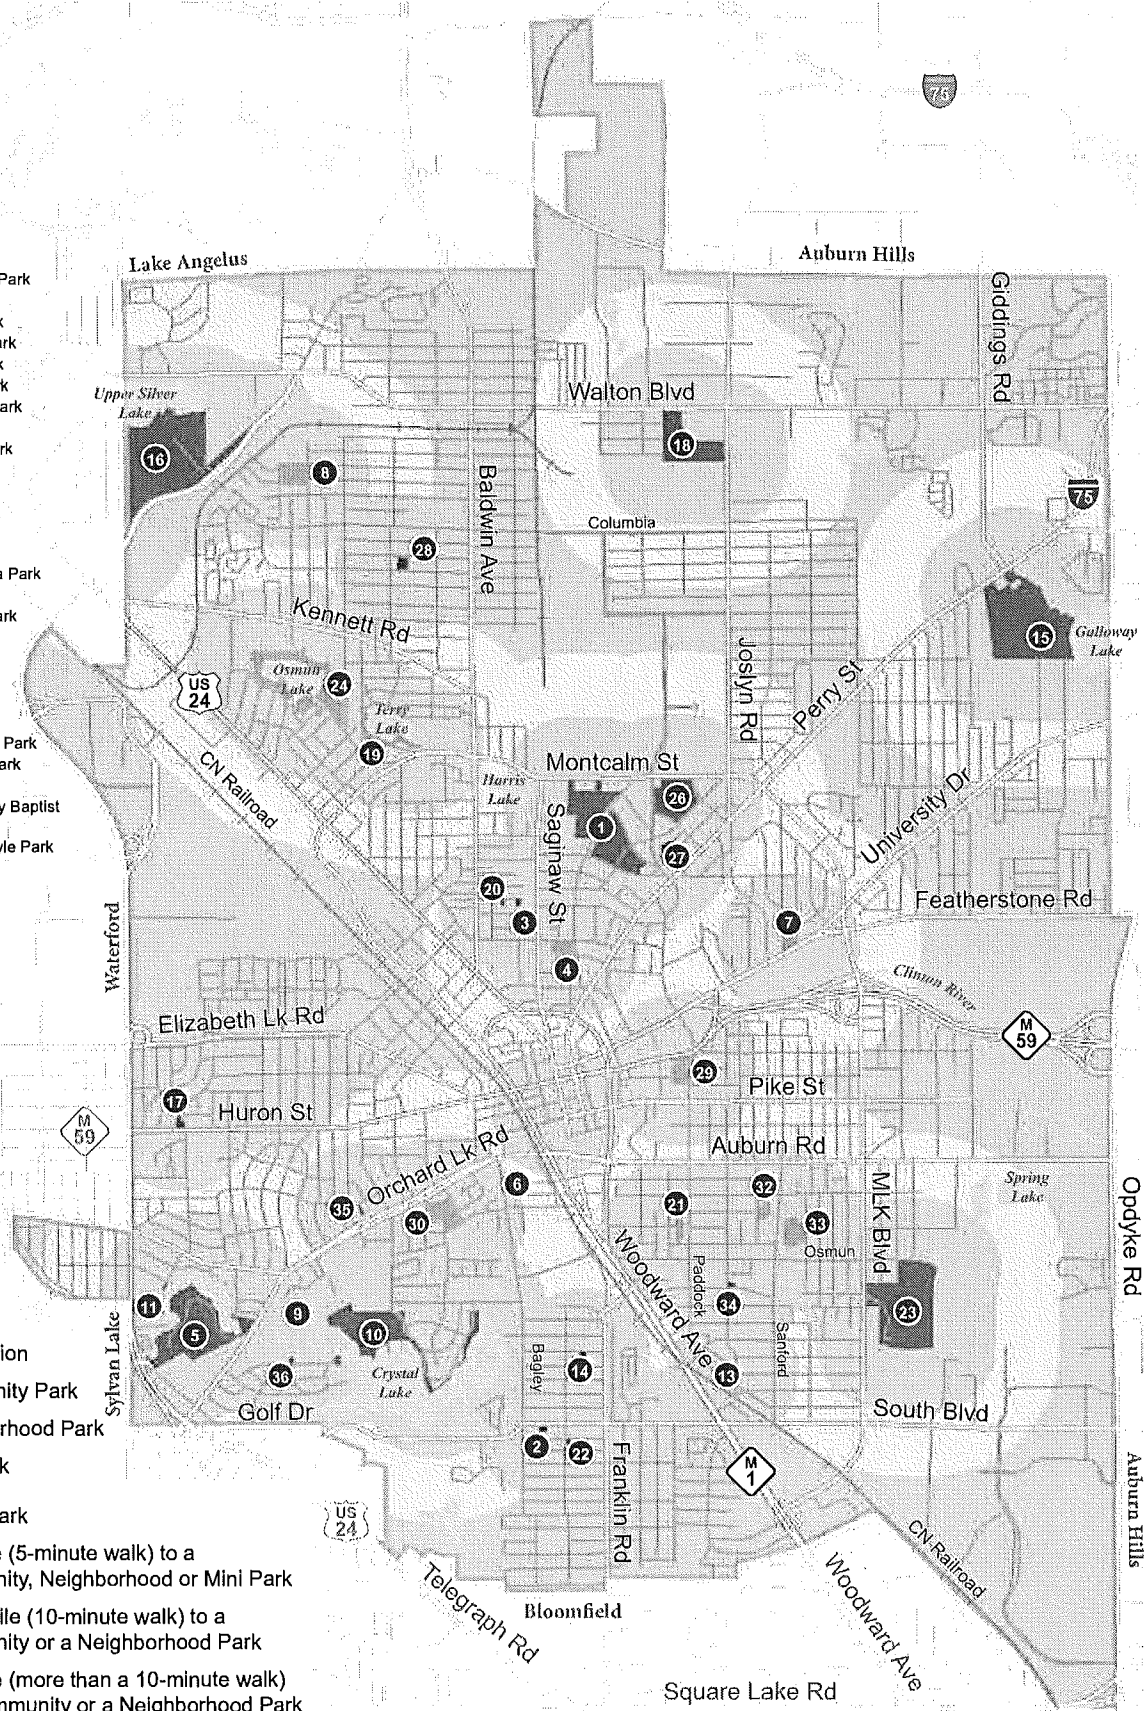 75
Lake Angelus
Auburn Hills
Park
Giddings Rd
k
ark
k
rk
ark
rk
Upper Silver
Lake
Walton Blvd
16
18
8
Baldwin Ave
75
Columbia
28
a Park
ark
Kennett Rd
15
Galloway
Lake
Joslyn Rd
Perry St
Osmun
Lake
24
US
24
Terry
Lake
19
CN Railroad
Park
ark
y Baptist
yle Park
Montcalm St
Harris
Lake
26
1
27
Saginaw St
University Dr
20
3
7
Featherstone Rd
4
Waterford
Clinton River
Elizabeth Lk Rd
M
59
29
Pike St
17
Huron St
M
59
Auburn Rd
Orchard Lk Rd
6
32
21
Spring
Lake
35
30
33
Osmun
MLK Blvd
Opdyke Rd
Woodward Ave
Paddock
34
23
11
5
9
10
Sylvan Lake
Sanford
Crystal
Lake
36
Bagley
14
13
Golf Dr
South Blvd
2
22
Franklin Rd
M
1
Auburn Hills
US
24
CN Railroad
Telegraph Rd
Bloomfield
Woodward Ave
Square Lake Rd
ion
nity Park
rhood Park
k
ark
e (5-minute walk) to a
nity, Neighborhood or Mini Park
ile (10-minute walk) to a
nity or a Neighborhood Park
e (more than a 10-minute walk)
mmunity or a Neighborhood Park